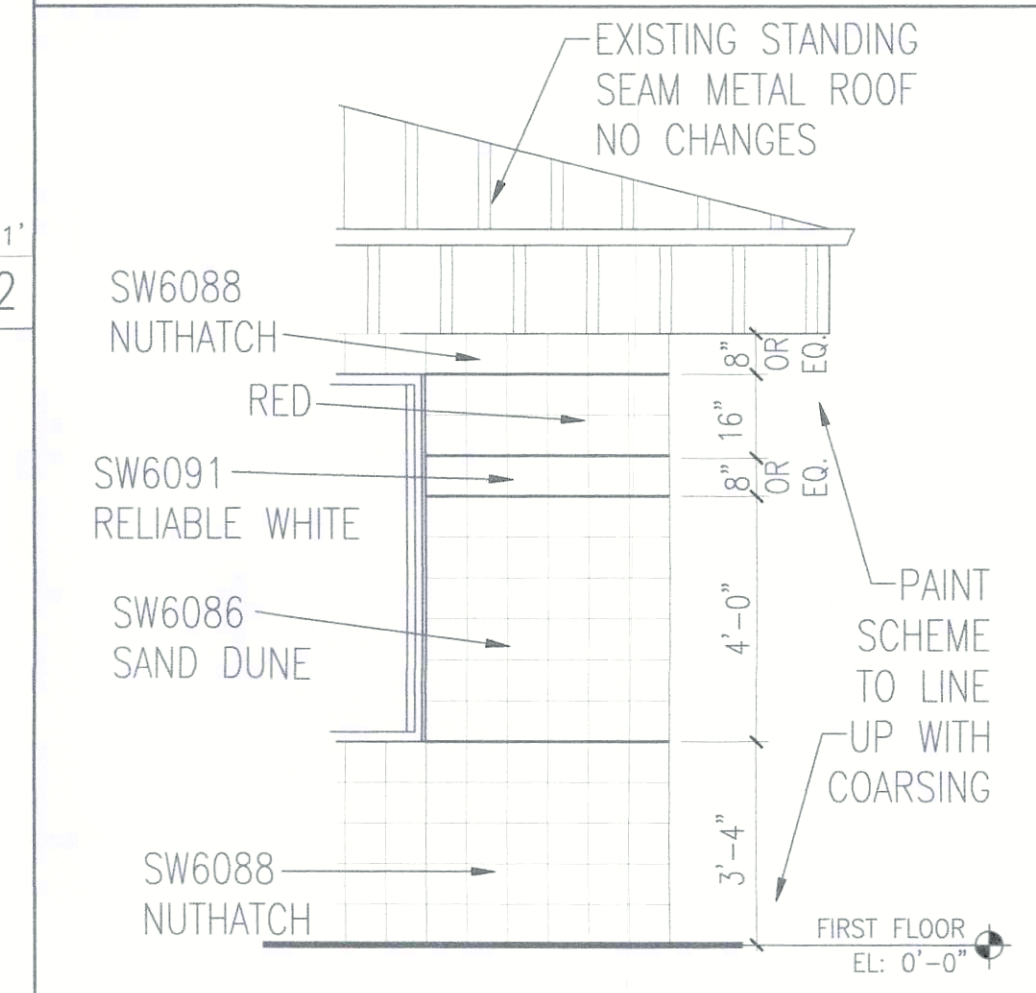 EXISTING STANDING
SEAM METAL ROOF
NO CHANGES
1'
2
SW6088
NUTHATCH
8"
OR
EQ.
RED
16"
SW6091
RELIABLE WHITE
8"
OR
EQ.
SW6086
SAND DUNE
4'-0"
PAINT
SCHEME
TO LINE
UP WITH
COARSING
3'-4"
SW6088
NUTHATCH
FIRST FLOOR
EL: 0'-0"